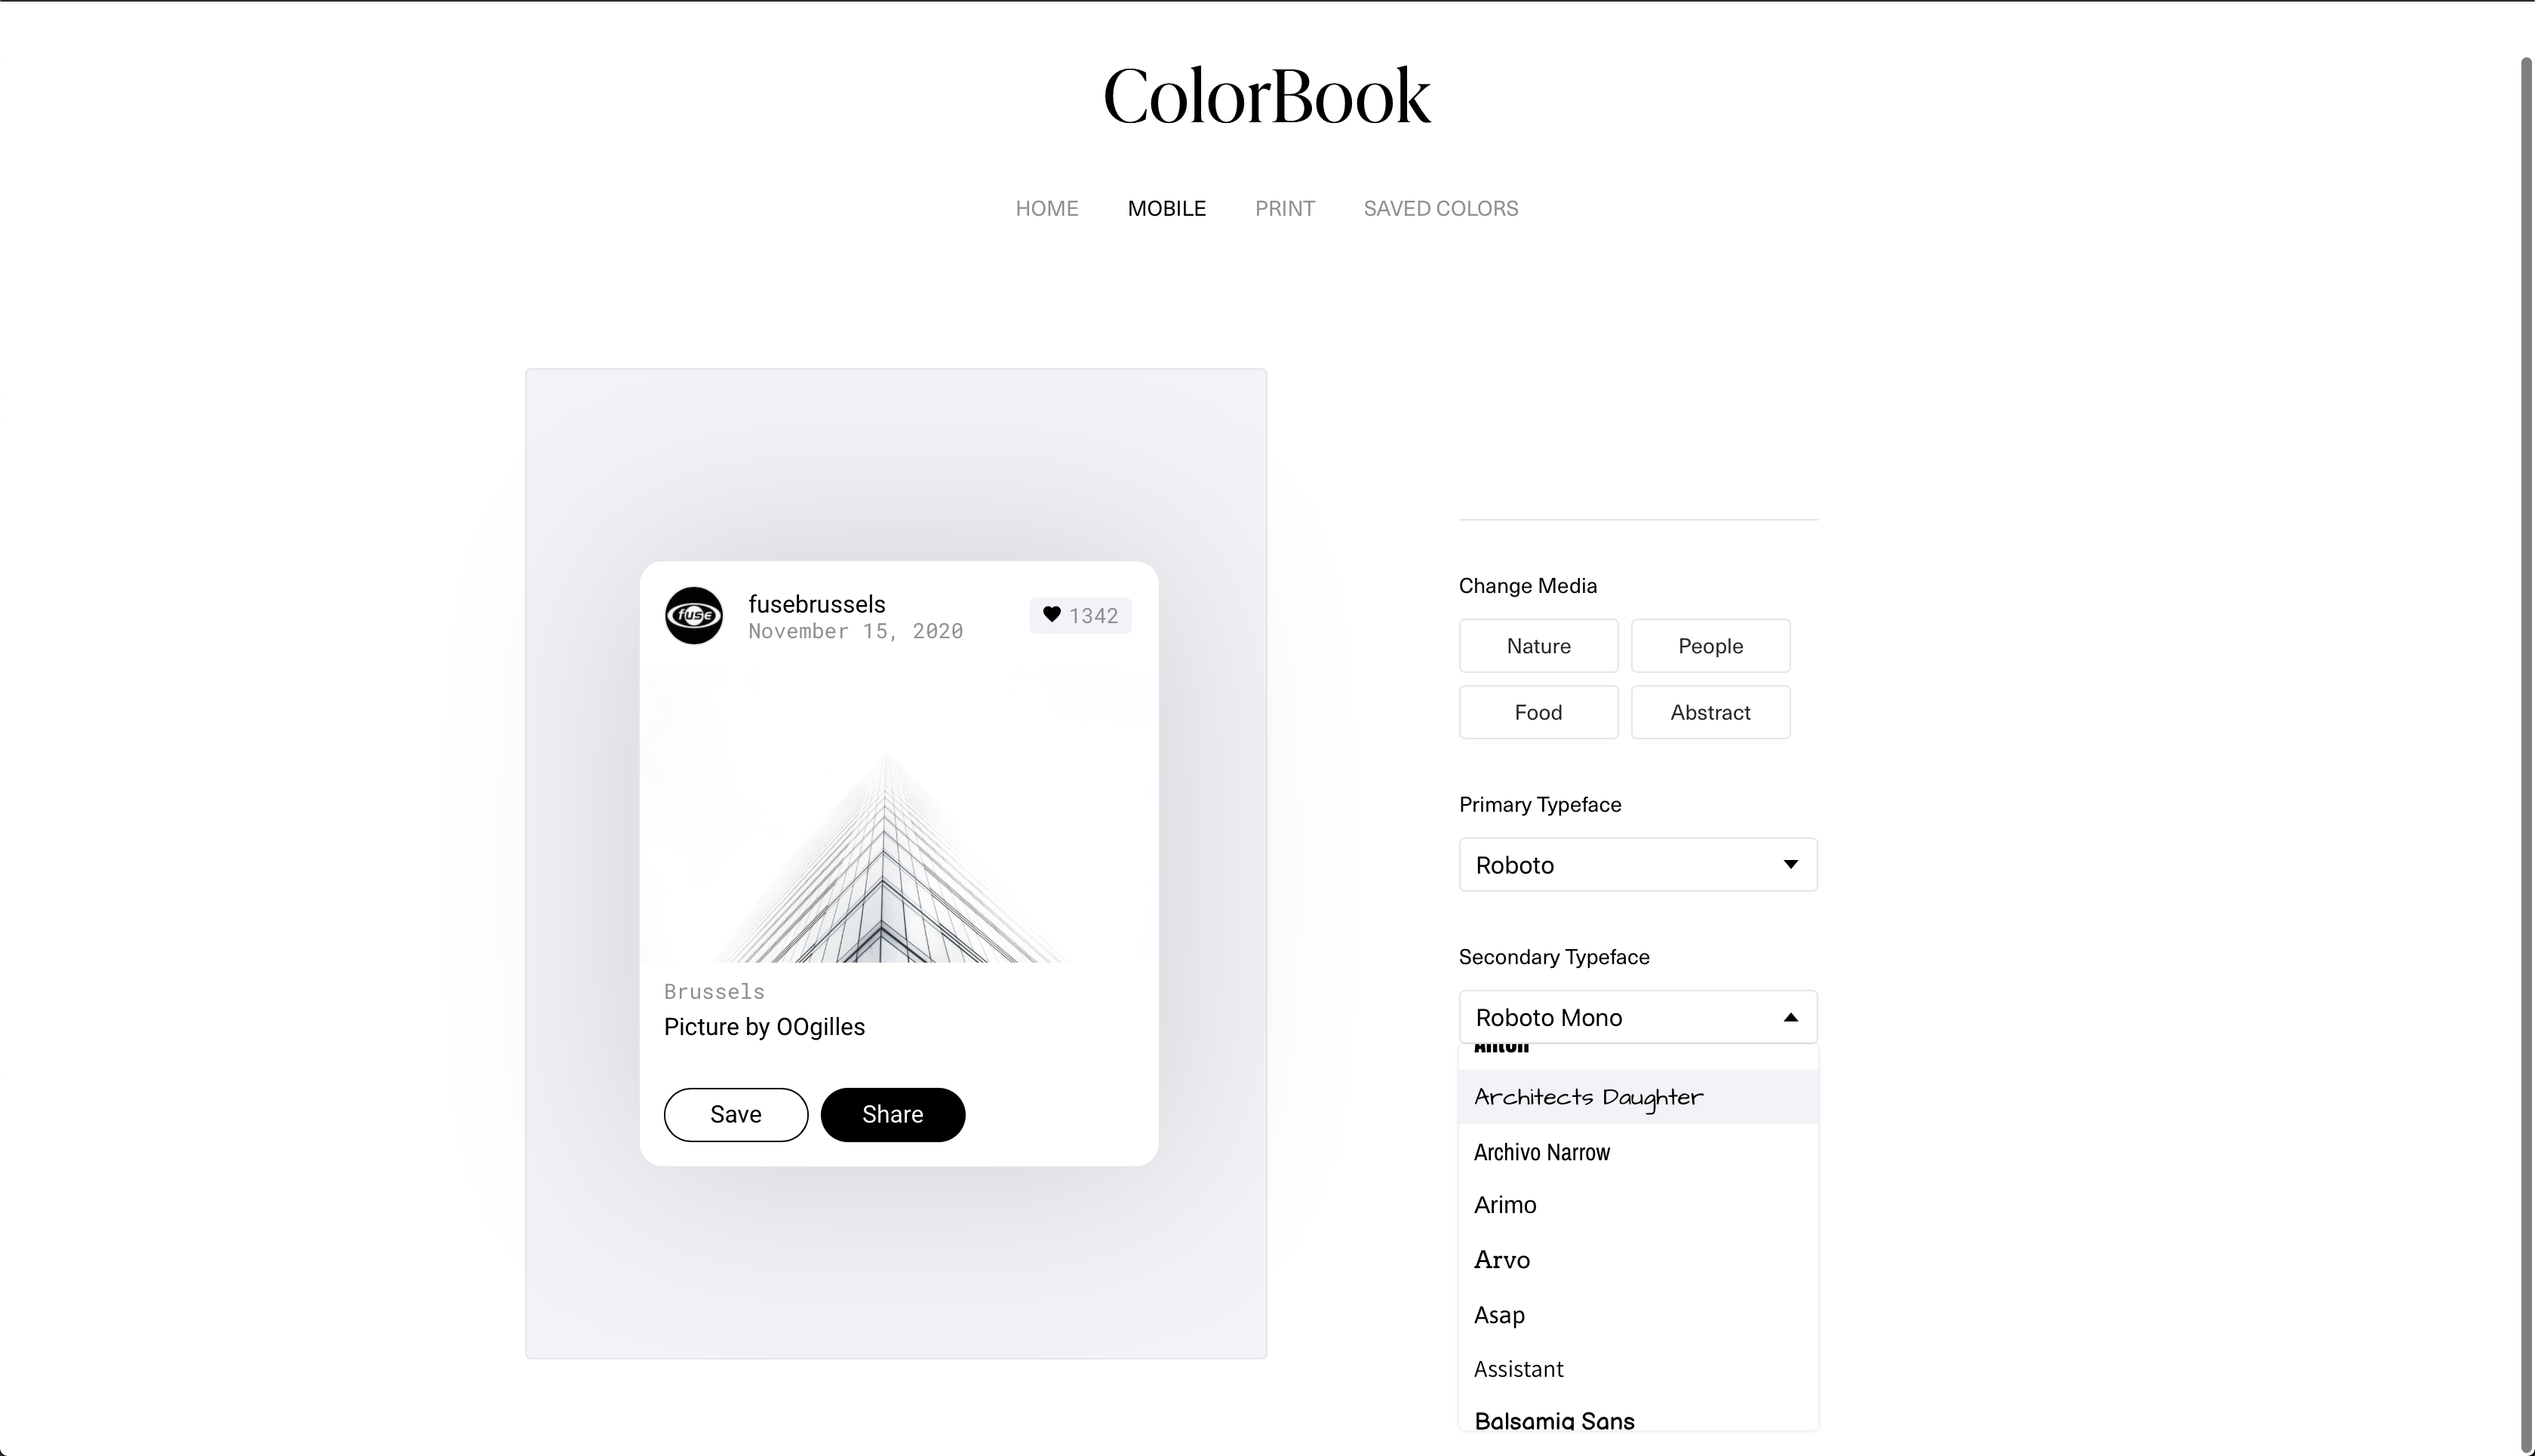 ColorBook
HOME MOBILE PRINT SAVED COLORS
fuse
fusebrussels
November 15, 2020
1342
Brussels
Picture by OOgilles
Save Share
Change Media
Nature People
Food Abstract
Primary Typeface
Roboto
Secondary Typeface
Roboto Mono
Anton
Architects Daughter
Archivo Narrow
Arimo
Arvo
Asap
Assistant
Balsamiq Sans